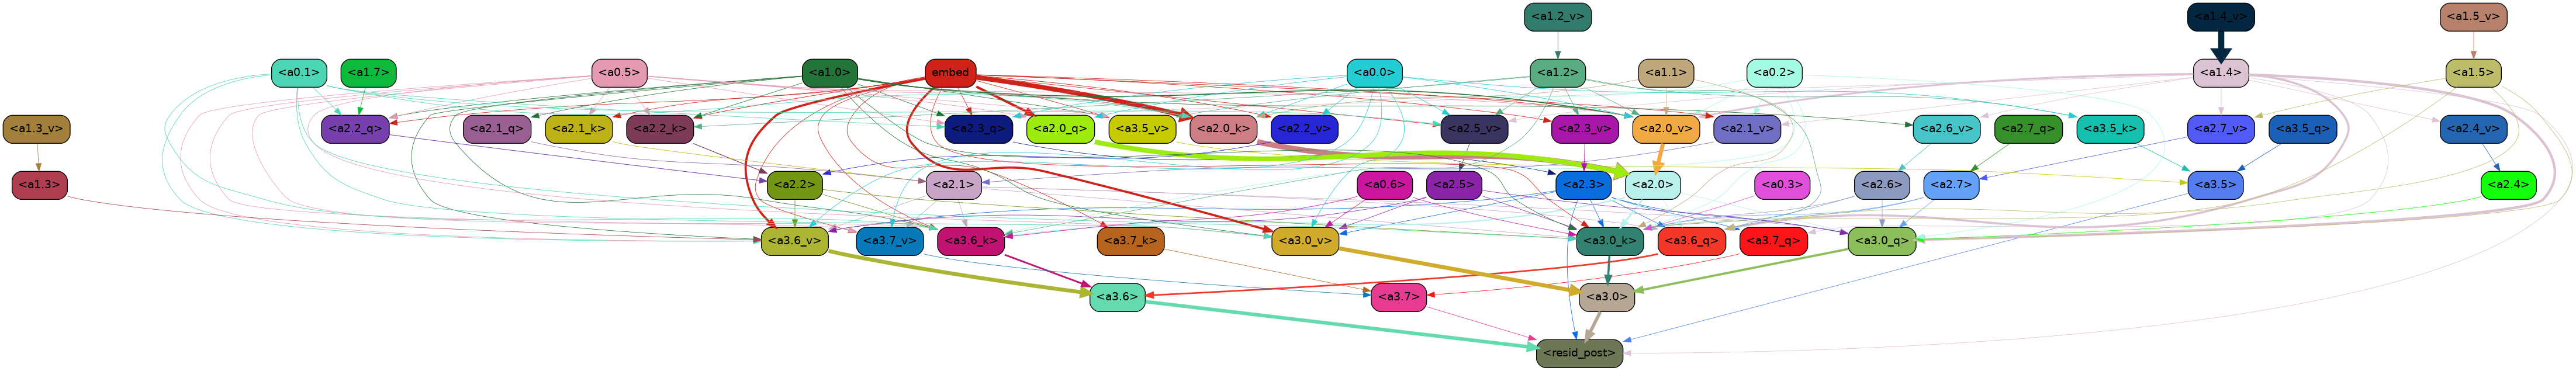 <a1.2_v> <a1.4_v> <a1.5_v>
<a0.1> <a1.7> <a0.5> <a1.0> embed <a0.0> <a1.2> <a1.1> <a0.2> <a1.4> <a1.5>
<a1.3_v> <a2.2_q> <a2.1_q> <a2.1_k> <a2.2_k> <a2.3_q> <a2.0_q> <a3.5_v> <a2.0_k> <a2.2_v> <a2.5_v> <a2.3_v> <a2.0_v> <a2.1_v> <a2.6_v> <a2.7_q> <a3.5_k> <a2.7_v> <a3.5_q> <a2.4_v>
<a1.3> <a2.2> <a2.1> <a0.6> <a2.5> <a2.3> <a2.0> <a0.3> <a2.6> <a2.7> <a3.5> <a2.4>
<a3.6_v> <a3.7_v> <a3.6_k> <a3.7_k> <a3.0_v> <a3.0_k> <a3.6_q> <a3.7_q> <a3.0_q>
<a3.6> <a3.7> <a3.0>
<resid_post>